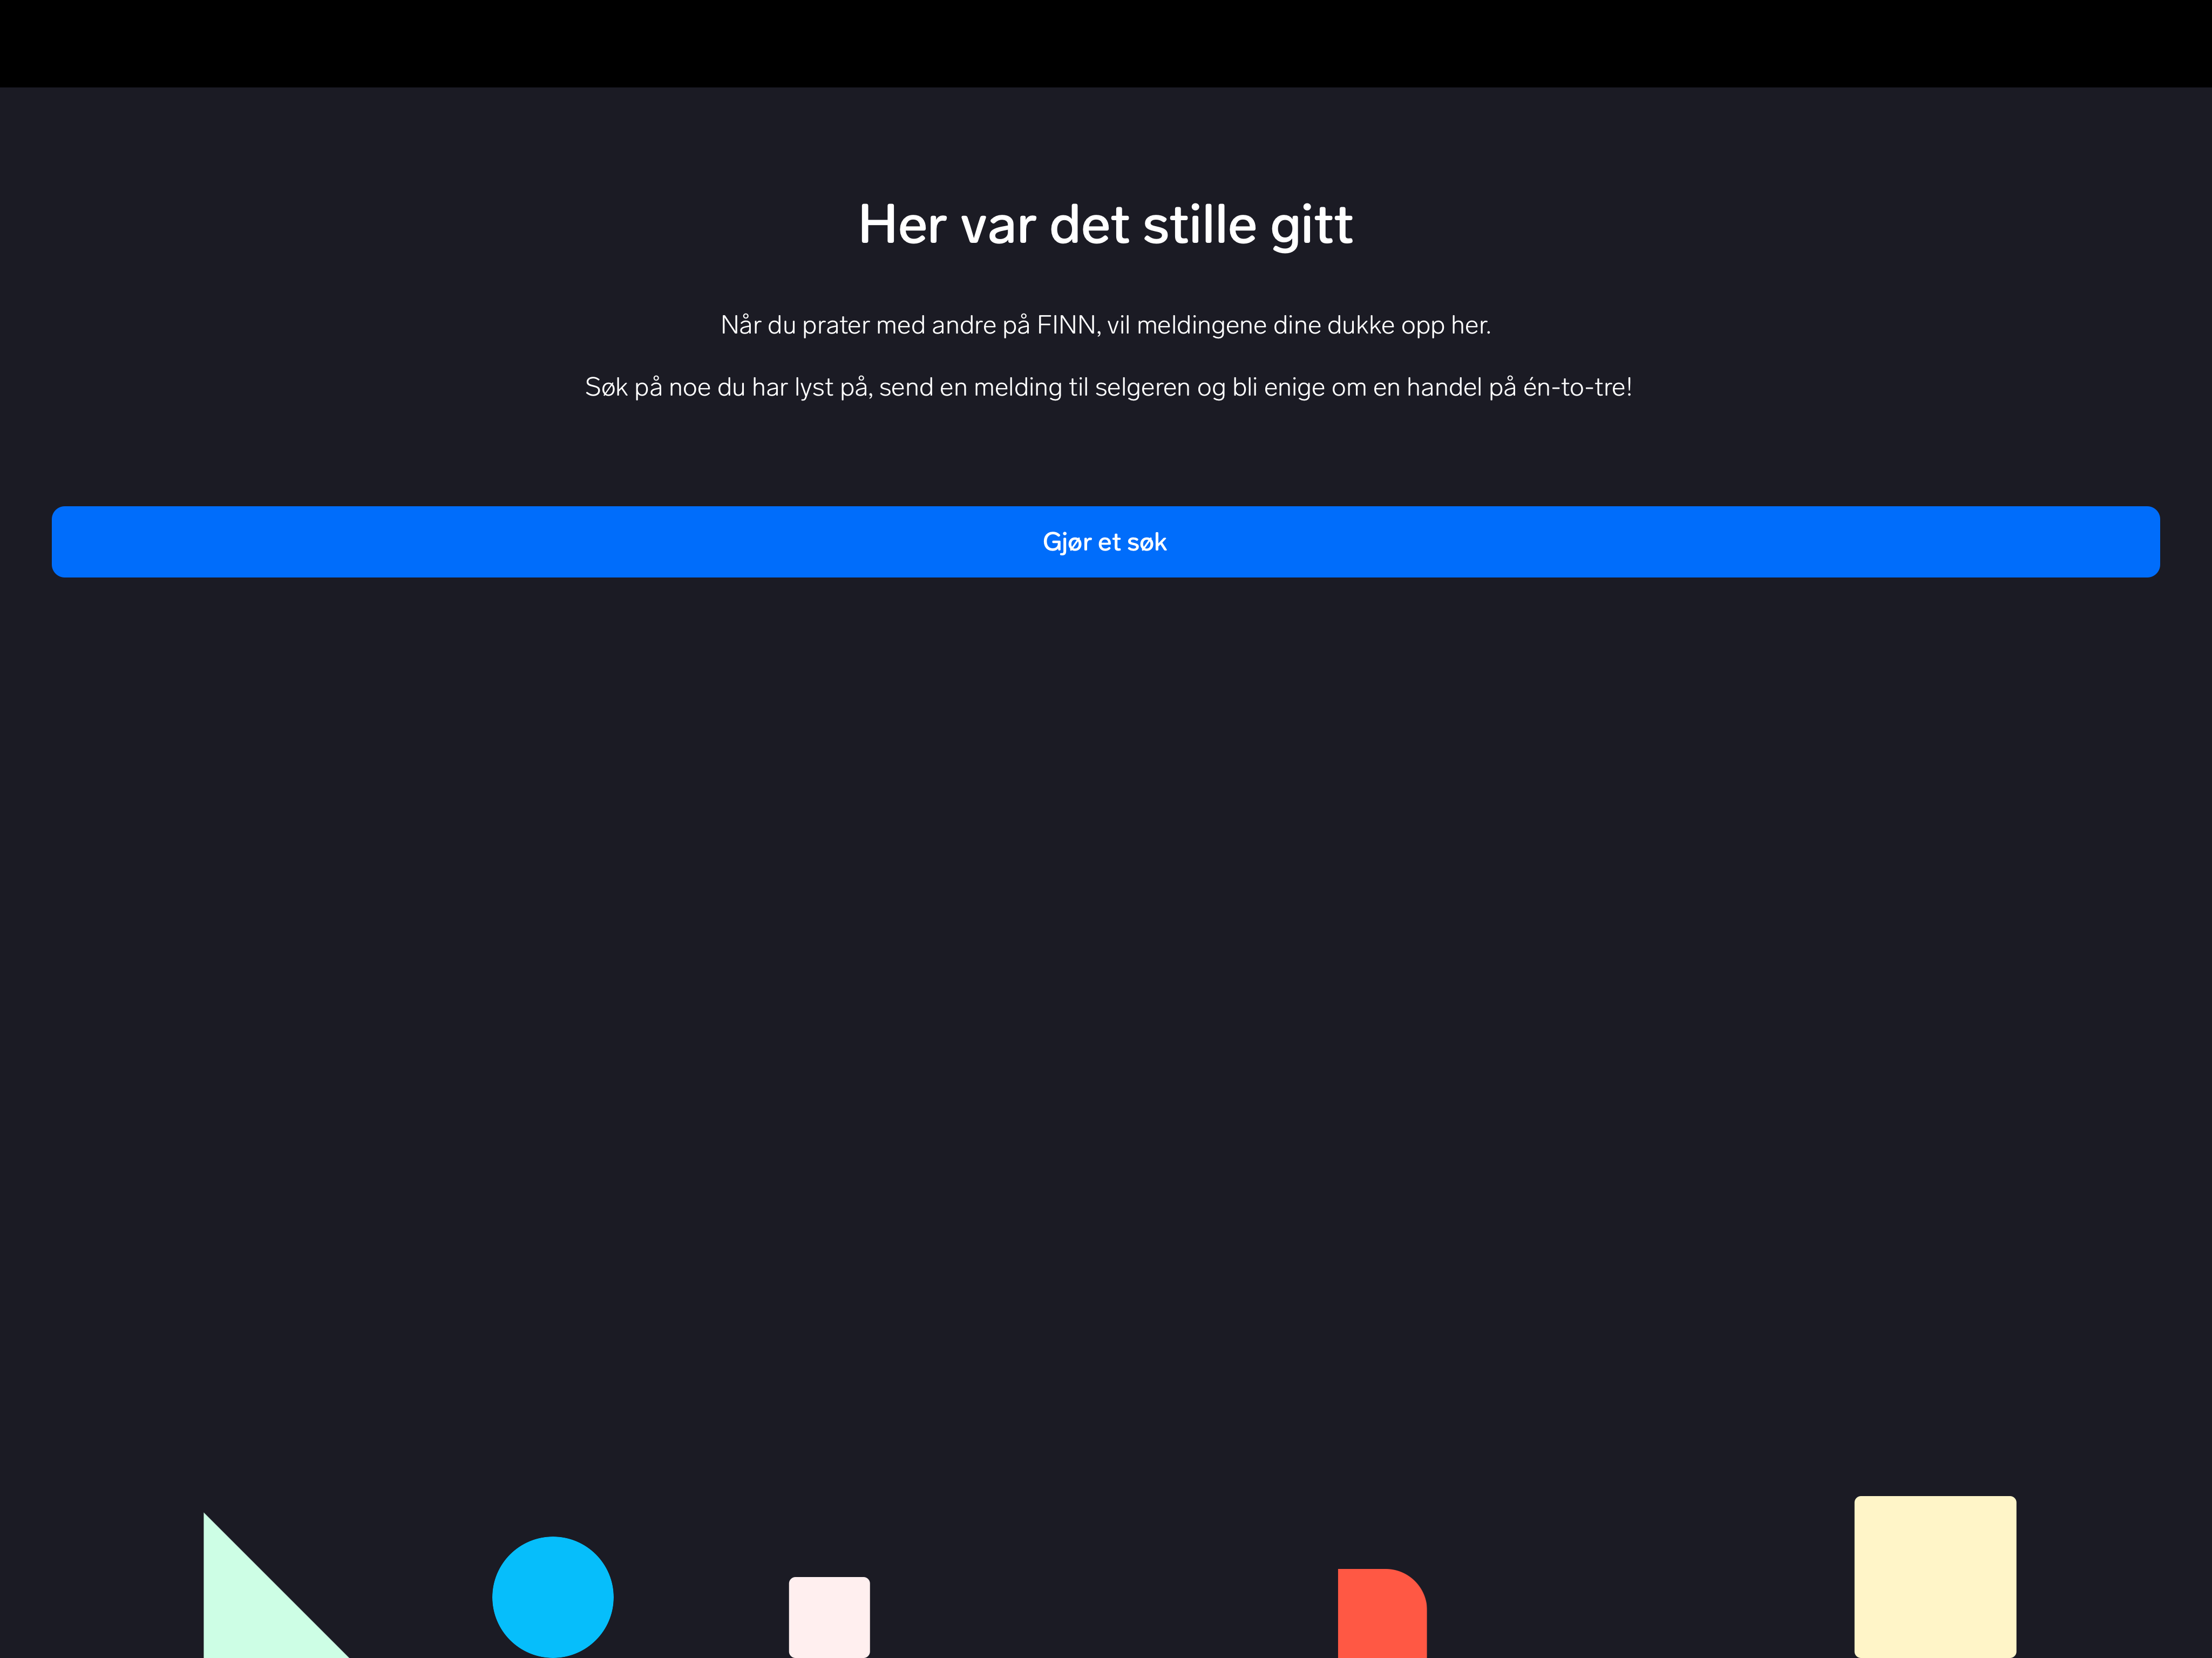 Her var det stille gitt
Når du prater med andre på FINN, vil meldingene dine dukke opp her.
Søk på noe du har lyst på, send en melding til selgeren og bli enige om en handel på én-to-tre!
Gjør et søk